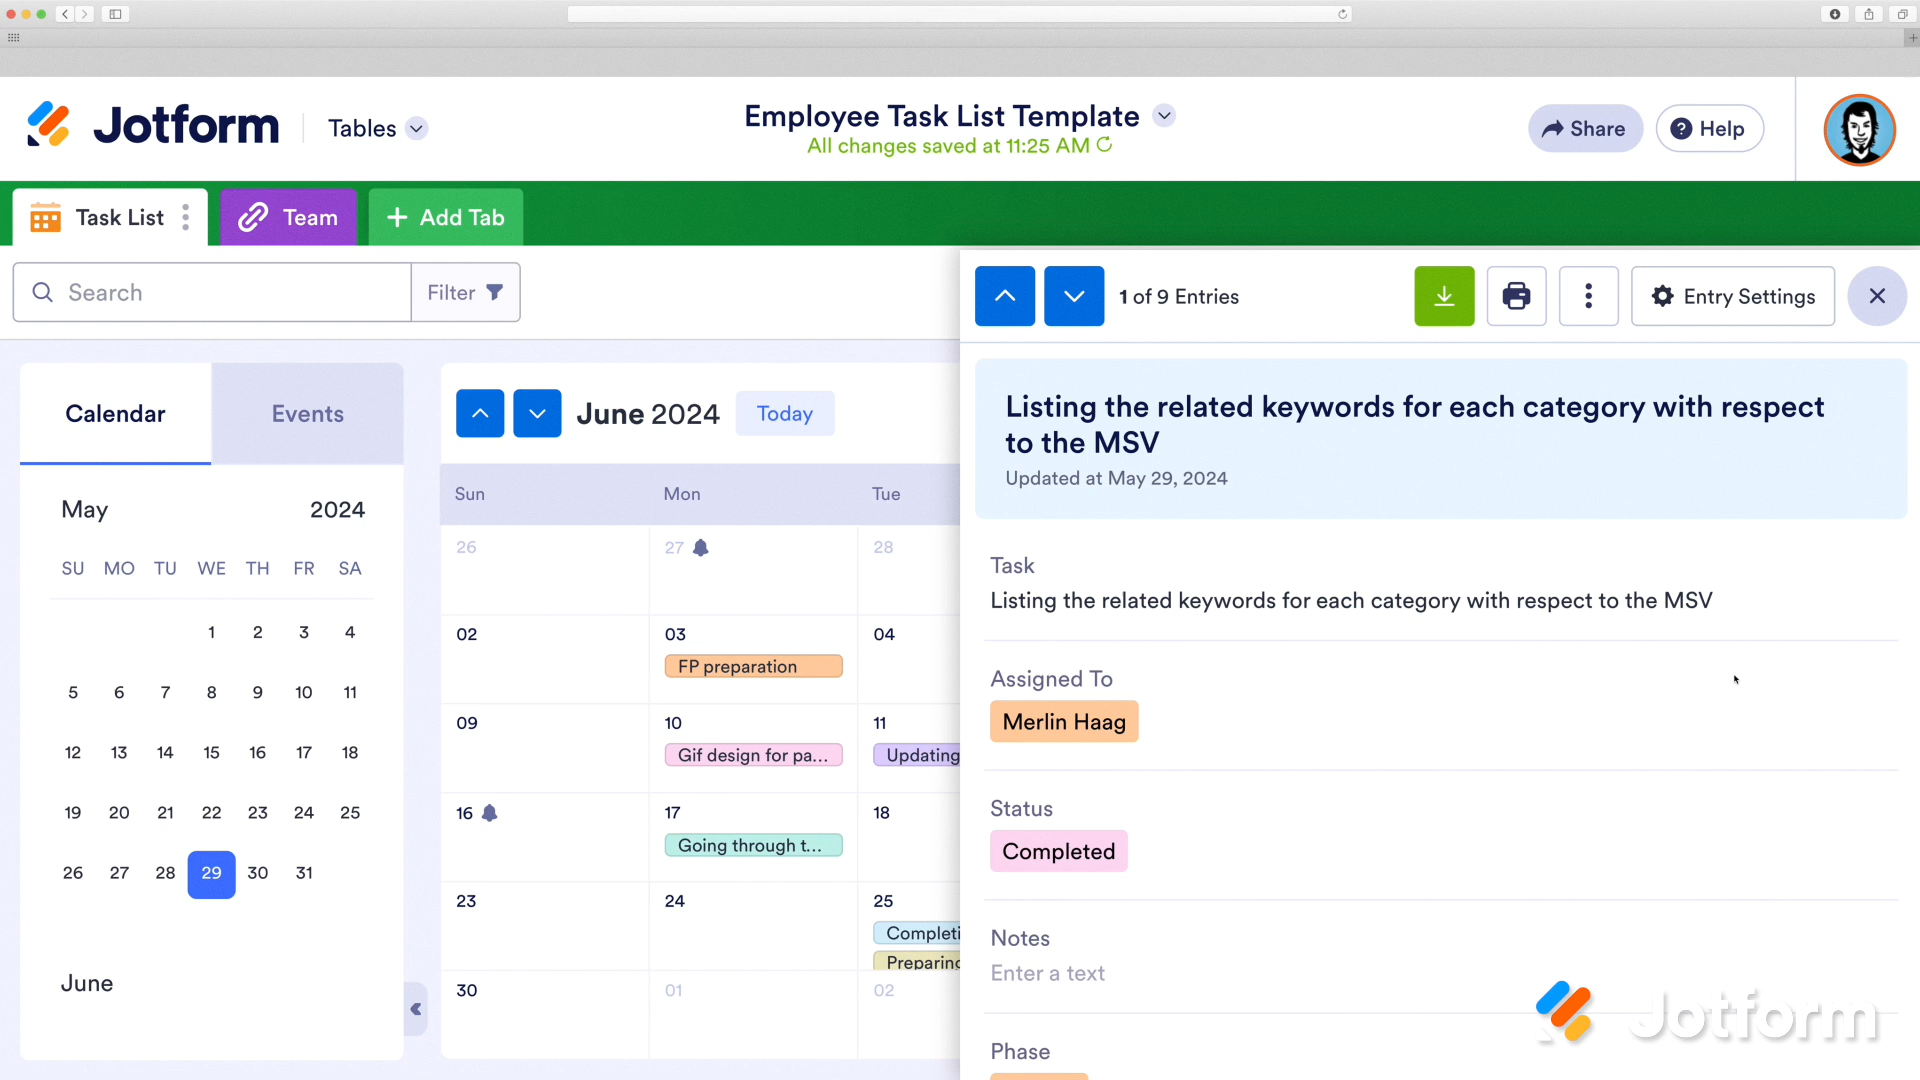 Jotform
Tables
Employee Task List Template
All changes saved at 11:25 AM
Share
Help
Task List
Team
Add Tab
Search
Filter
1 of 9 Entries
Entry Settings
Calendar
Events
May 2024
SU MO TU WE TH FR SA
1 2 3 4
5 6 7 8 9 10 11
12 13 14 15 16 17 18
19 20 21 22 23 24 25
26 27 28 29 30 31
June
June 2024
Today
Sun Mon Tue
26 27 28
02 03 04
FP preparation
09 10 11
Gif design for pa...
Updating
16 17 18
Going through t...
23 24 25
Completi
Preparing
30 01 02
Listing the related keywords for each category with respect
to the MSV
Updated at May 29, 2024
Task
Listing the related keywords for each category with respect to the MSV
Assigned To
Merlin Haag
Status
Completed
Notes
Enter a text
Phase
Jotform